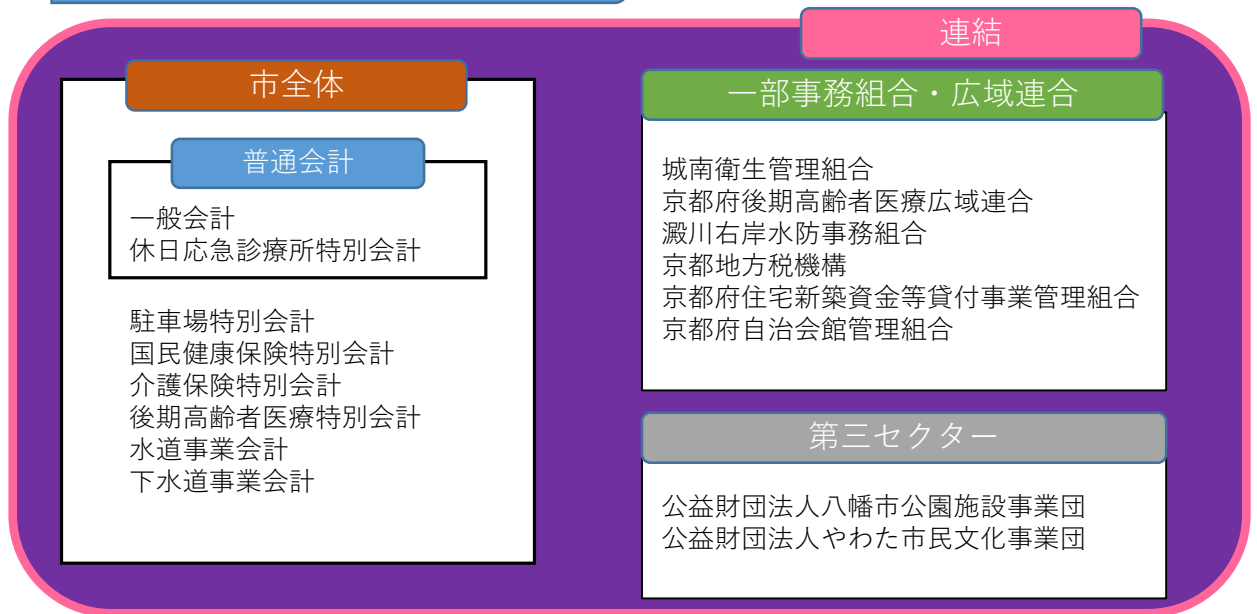 連結
市全体
普通会計
一般会計
休日応急診療所特別会計
駐車場特別会計
国民健康保険特別会計
介護保険特別会計
後期高齢者医療特別会計
水道事業会計
下水道事業会計
一部事務組合・広域連合
城南衛生管理組合
京都府後期高齢者医療広域連合
澱川右岸水防事務組合
京都地方税機構
京都府住宅新築資金等貸付事業管理組合
京都府自治会館管理組合
第三セクター
公益財団法人八幡市公園施設事業団
公益財団法人やわた市民文化事業団